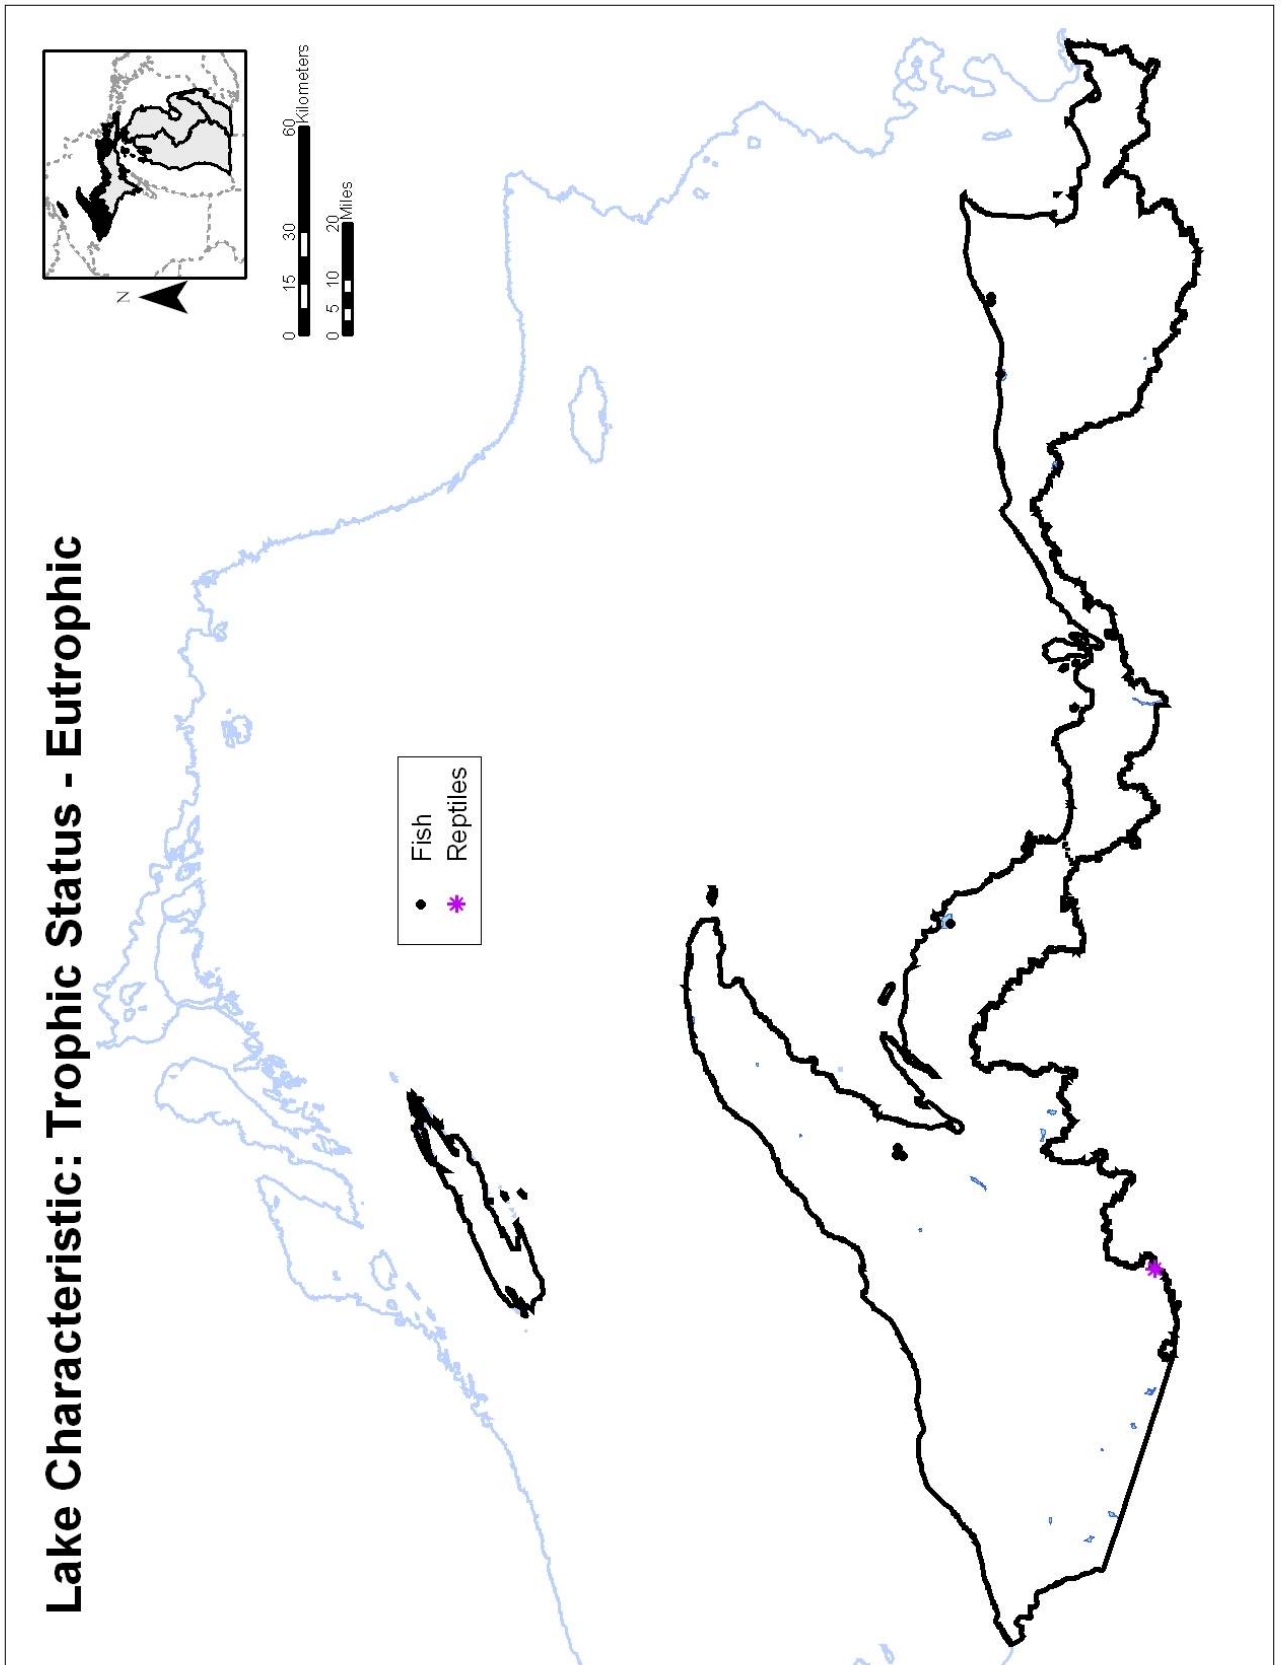 Lake Characteristic: Trophic Status - Eutrophic
Fish
Reptiles
N
0 15 30 60
Kilometers
0 5 10 20
Miles